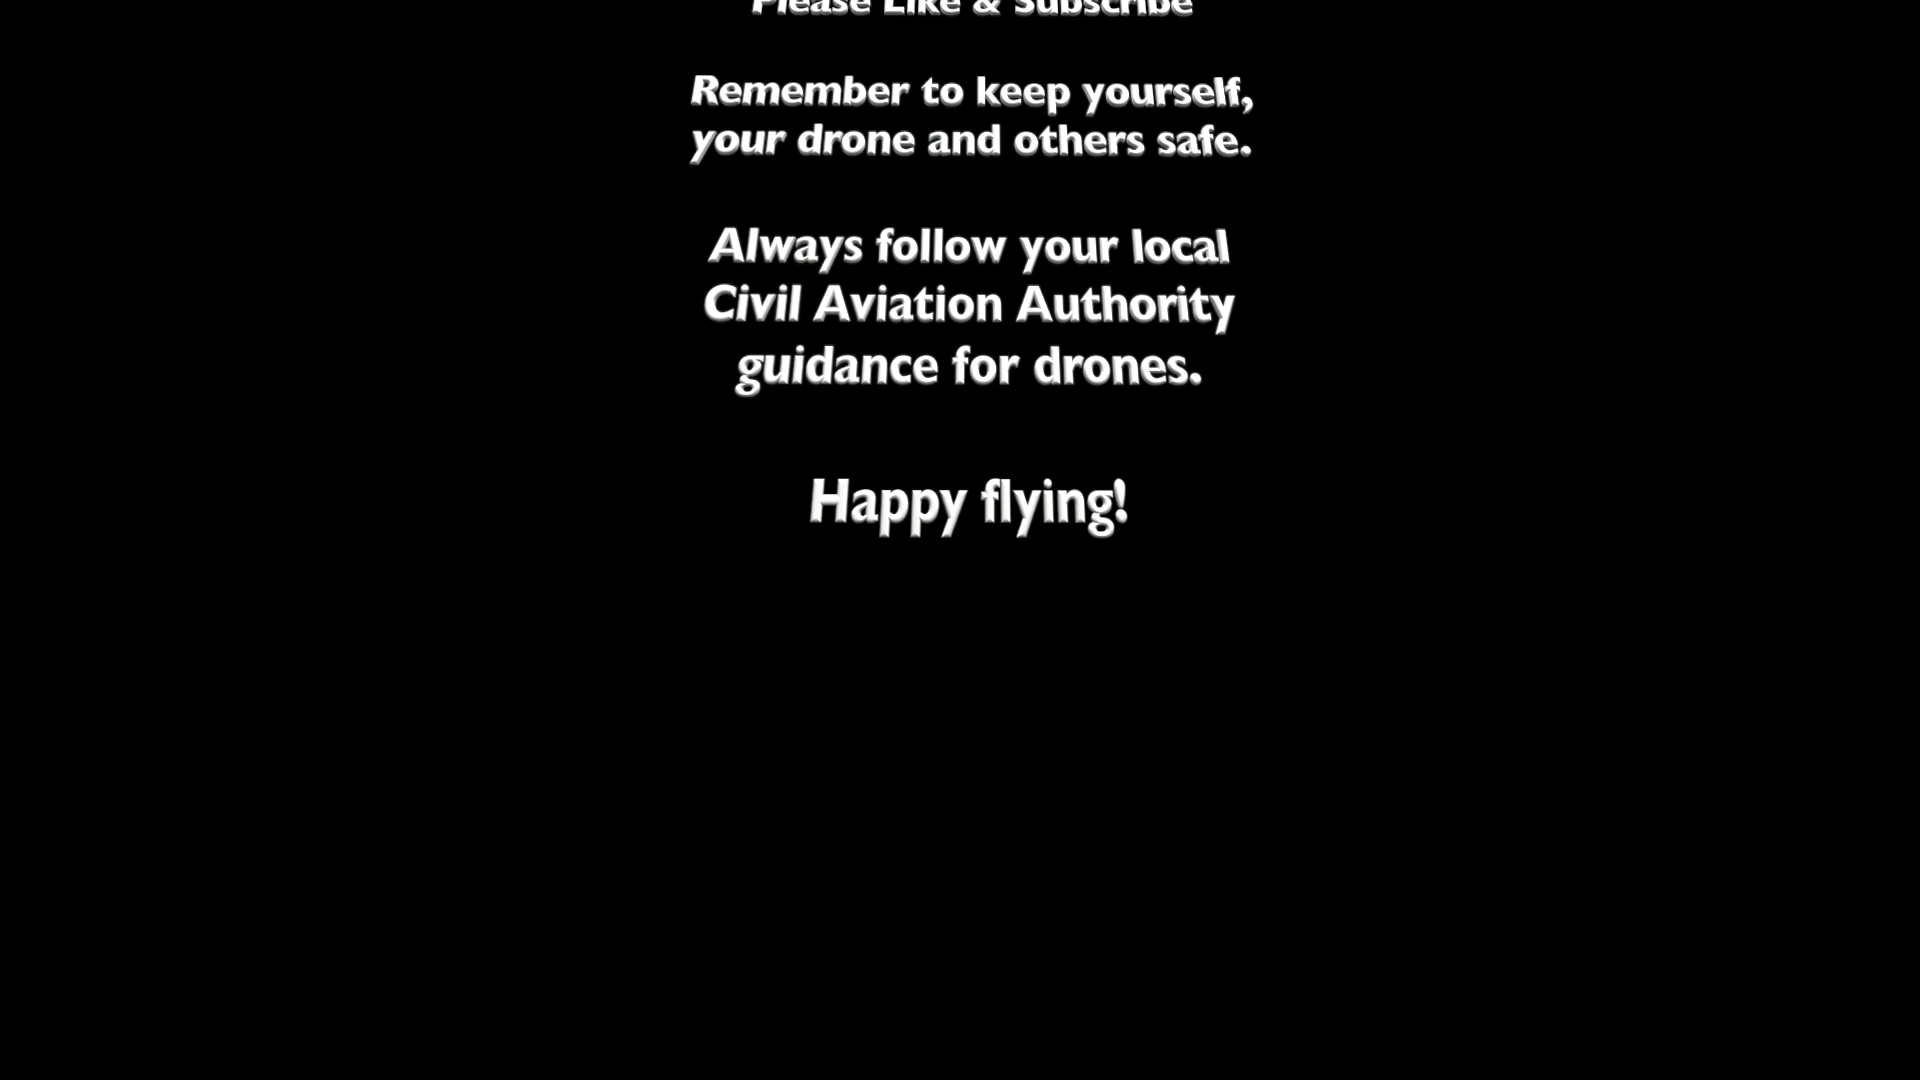 Please Like & Subscribe
Remember to keep yourself,
your drone and others safe.
Always follow your local
Civil Aviation Authority
guidance for drones.
Happy flying!